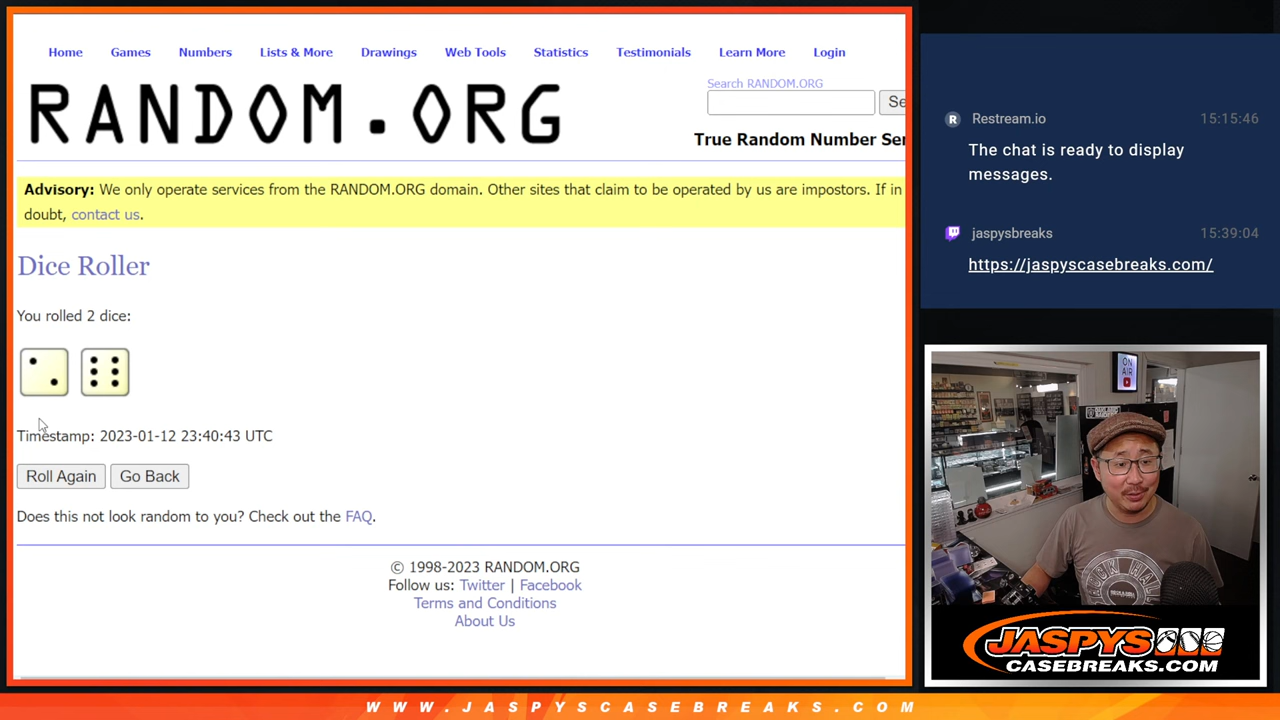 Home Games Numbers Lists & More Drawings Web Tools Statistics Testimonials Learn More Login
RANDOM.ORG
Search RANDOM.ORG
Se
True Random Number Ser
Advisory: We only operate services from the RANDOM.ORG domain. Other sites that claim to be operated by us are impostors. If in
doubt, contact us.
Dice Roller
You rolled 2 dice:
Timestamp: 2023-01-12 23:40:43 UTC
Roll Again Go Back
Does this not look random to you? Check out the FAQ.
© 1998-2023 RANDOM.ORG
Follow us: Twitter | Facebook
Terms and Conditions
About Us
R Restream.io 15:15:46
The chat is ready to display
messages.
jaspysbreaks 15:39:04
https://jaspyscasebreaks.com/
ON
AIR
JASPYS
CASEBREAKS.COM
WWW.JASPYSCASEBREAKS.COM